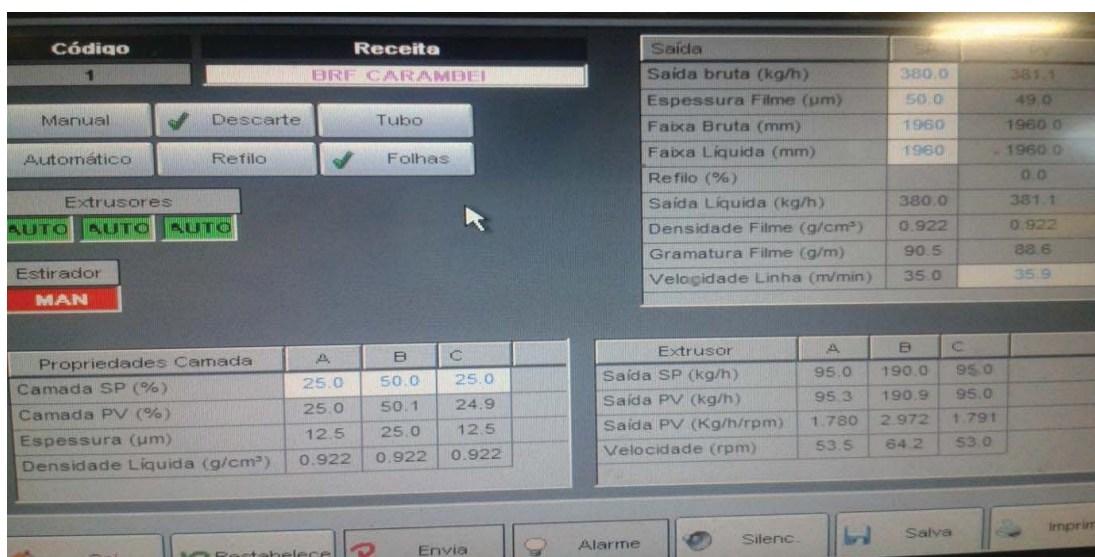 Código Receita
1 BRF CARAMBEI
Manual Descarte Tubo
Automático Refilo Folhas
Extrusores
AUTO AUTO AUTO
Estirador
MAN
Saída SP PV
Saída bruta (kg/h) 380.0 381.1
Espessura Filme (µm) 50.0 49.0
Faixa Bruta (mm) 1960 1960.0
Faixa Líquida (mm) 1960 1960.0
Refilo (%) 0.0
Saída Líquida (kg/h) 380.0 381.1
Densidade Filme (g/cm³) 0.922 0.922
Gramatura Filme (g/m) 90.5 88.6
Velocidade Linha (m/min) 35.0 35.9
Propriedades Camada A B C
Camada SP (%) 25.0 50.0 25.0
Camada PV (%) 25.0 50.1 24.9
Espessura (µm) 12.5 25.0 12.5
Densidade Líquida (g/cm³) 0.922 0.922 0.922
Extrusor A B C
Saída SP (kg/h) 95.0 190.0 95.0
Saída PV (kg/h) 95.3 190.9 95.0
Saída PV (Kg/h/rpm) 1.780 2.972 1.791
Velocidade (rpm) 53.5 64.2 53.0
Restabelece Envia Alarme Silenc. Salva Imprim